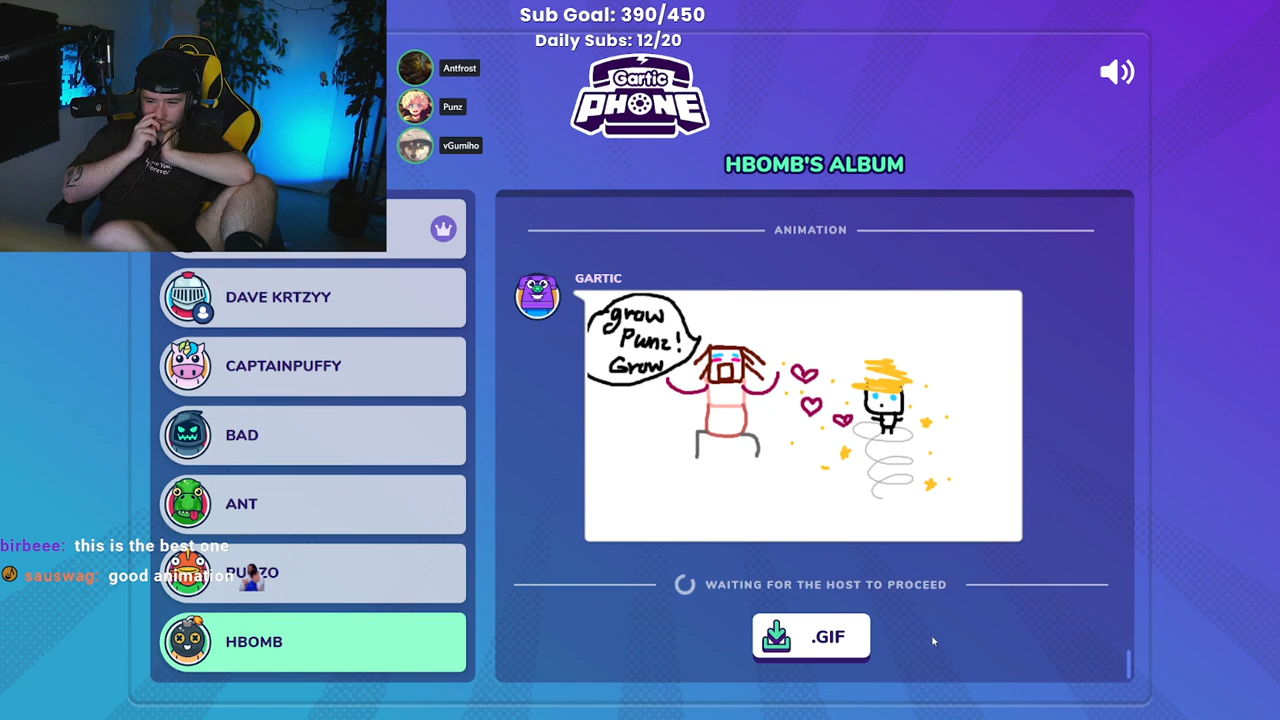 Sub Goal: 390/450
Daily Subs: 12/20
Antfrost
Punz
vGumiho
Gartic
PHONE
HBOMB'S ALBUM
ANIMATION
GARTIC
grow
Punz!
Grow
DAVE KRTZYY
CAPTAINPUFFY
BAD
ANT
HBOMB
birbeee: this is the best one
sauswag: good animation
WAITING FOR THE HOST TO PROCEED
.GIF